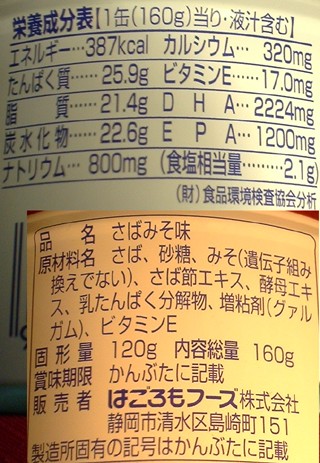 栄養成分表【1缶(160g)当り・液汁含む】
エネルギー…387kcal カルシウム… 320mg
たんぱく質…… 25.9g ビタミンE…… 17.0mg
脂 質…… 21.4g D H A… 2224mg
炭水化物…… 22.6g E P A… 1200mg
ナトリウム… 800mg (食塩相当量……… 2.1g)
(財)食品環境検査協会分析
品 名 さばみそ味
原材料名 さば、砂糖、みそ(遺伝子組み
換えでない)、さば節エキス、酵母エキ
ス、乳たんぱく分解物、増粘剤(グァル
ガム)、ビタミンE
固形量 120g 内容総量 160g
賞味期限 かんぶたに記載
販売者 はごろもフーズ株式会社
静岡市清水区島崎町151
製造所固有の記号はかんぶたに記載